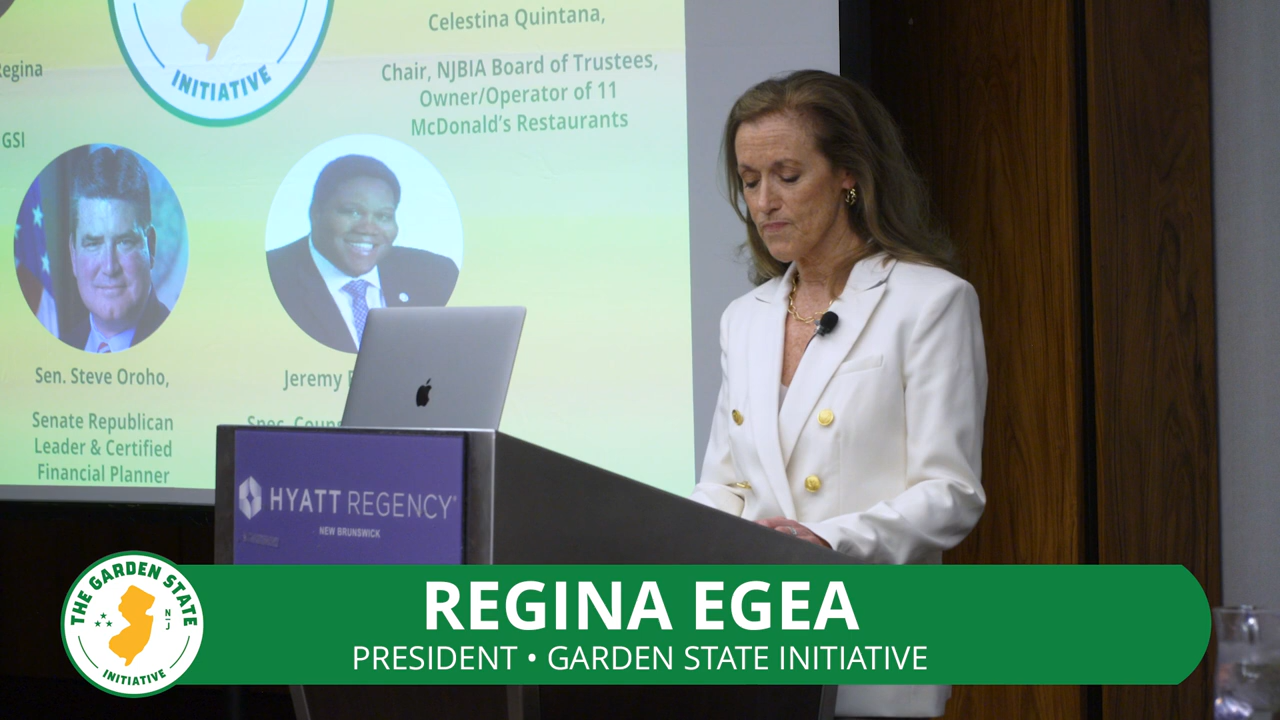 Regina
GSI
INITIATIVE
Celestina Quintana,
Chair, NJBIA Board of Trustees,
Owner/Operator of 11
McDonald's Restaurants
Sen. Steve Oroho,
Senate Republican
Leader & Certified
Financial Planner
Jeremy
Spec.
HYATT REGENCY®
NEW BRUNSWICK
THE GARDEN STATE
NJ
INITIATIVE
REGINA EGEA
PRESIDENT • GARDEN STATE INITIATIVE